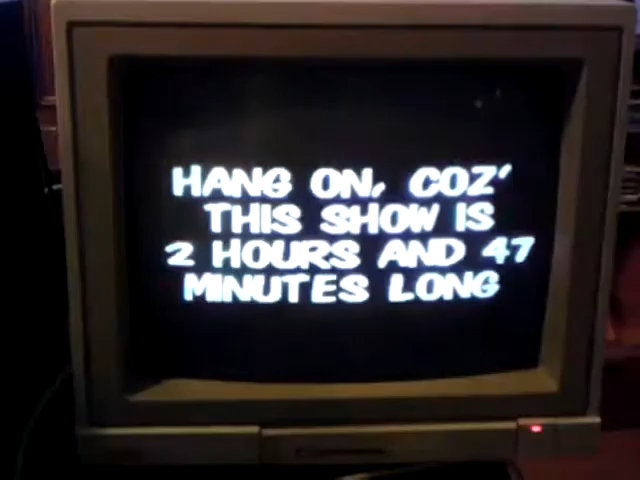 HANG ON, COZ'
THIS SHOW IS
2 HOURS AND 47
MINUTES LONG